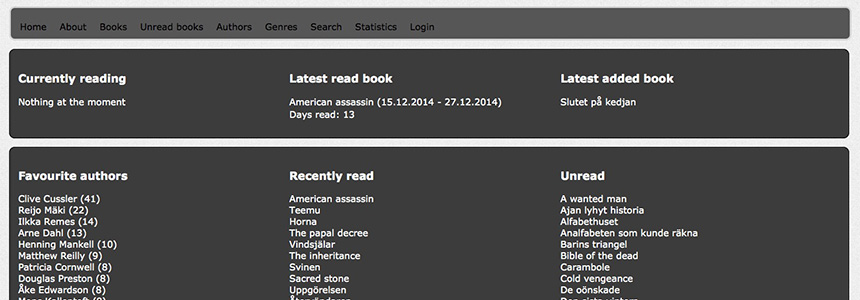 Home About Books Unread books Authors Genres Search Statistics Login
Currently reading
Nothing at the moment
Latest read book
American assassin (15.12.2014 - 27.12.2014)
Days read: 13
Latest added book
Slutet på kedjan
Favourite authors
Clive Cussler (41)
Reijo Mäki (22)
Ilkka Remes (14)
Arne Dahl (13)
Henning Mankell (10)
Matthew Reilly (9)
Patricia Cornwell (8)
Douglas Preston (8)
Åke Edwardson (8)
Recently read
American assassin
Teemu
Horna
The papal decree
Vindsjälar
The inheritance
Svinen
Sacred stone
Uppgörelsen
Unread
A wanted man
Ajan lyhyt historia
Alfabethuset
Analfabeten som kunde räkna
Barins triangel
Bible of the dead
Carambole
Cold vengeance
De oönskade